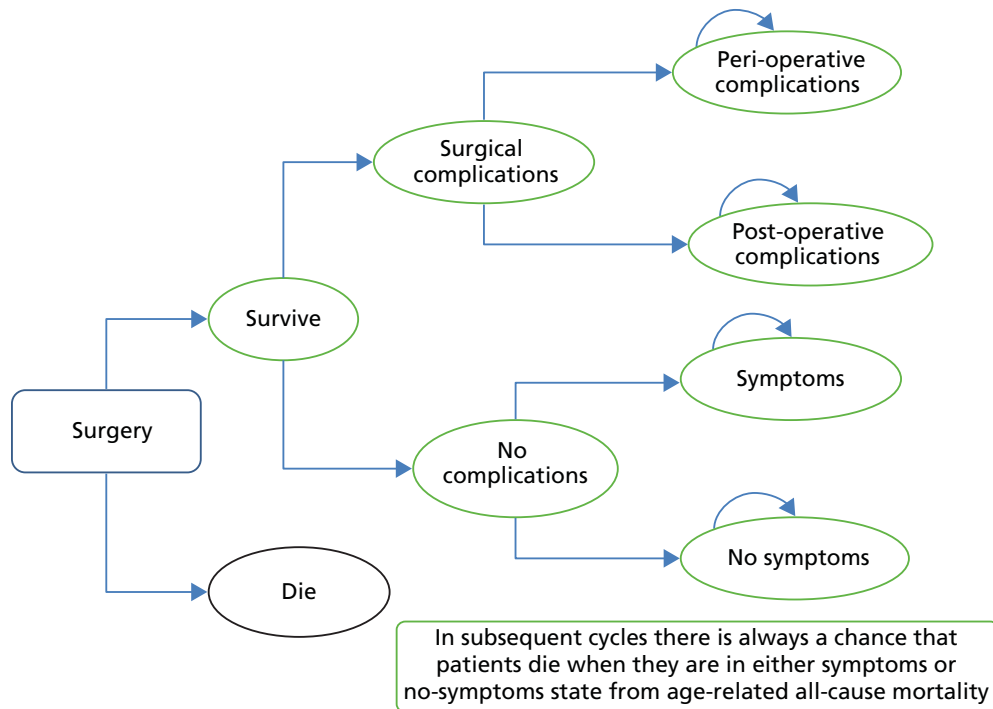 Peri-operative
complications
Surgical
complications
Post-operative
complications
Survive
Symptoms
Surgery
No
complications
No symptoms
Die
In subsequent cycles there is always a chance that
patients die when they are in either symptoms or
no-symptoms state from age-related all-cause mortality